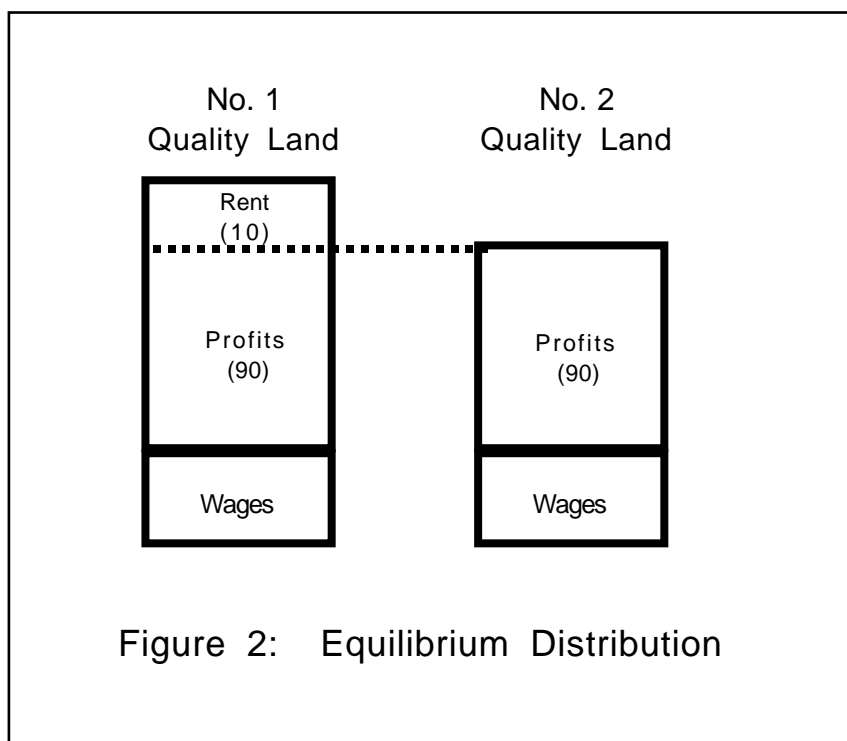 No. 1
Quality Land
No. 2
Quality Land
Rent
(10)
Profits
(90)
Profits
(90)
Wages
Wages
Figure 2: Equilibrium Distribution